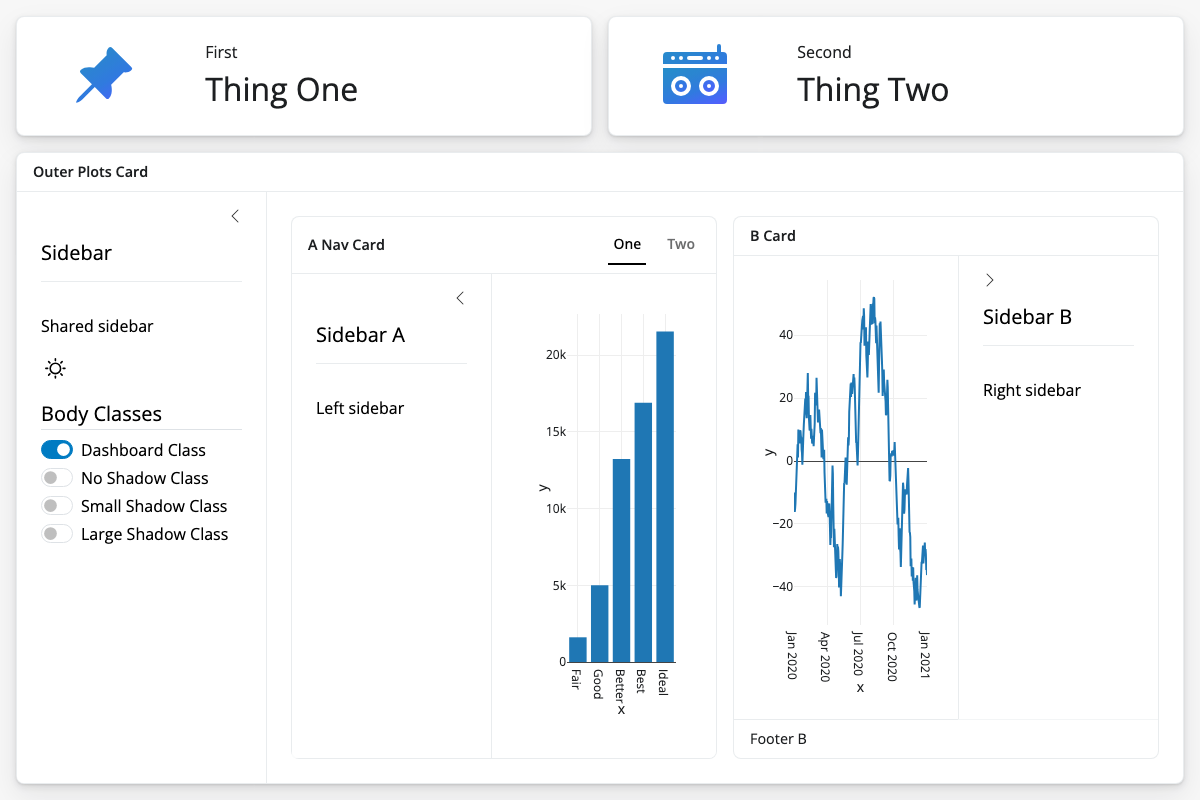 First
Thing One
Second
Thing Two
Outer Plots Card
Sidebar
Shared sidebar
Body Classes
Dashboard Class
No Shadow Class
Small Shadow Class
Large Shadow Class
A Nav Card
One
Two
Sidebar A
Left sidebar
20k
15k
10k
5k
0
y
Fair
Good
Better
Best
Ideal
x
B Card
40
20
0
−20
−40
y
Jan 2020
Apr 2020
Jul 2020
Oct 2020
Jan 2021
x
Sidebar B
Right sidebar
Footer B